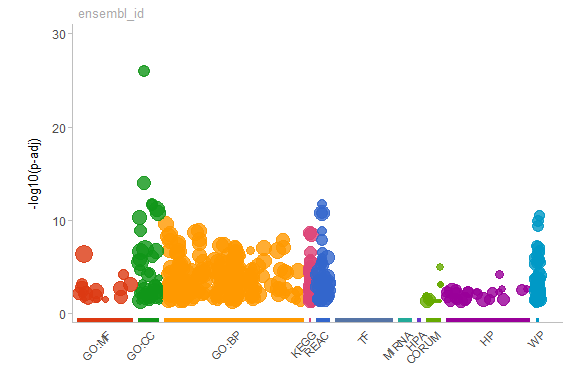 ensembl_id
30
20
10
0
-log10(p-adj)
GO:MF
GO:CC
GO:BP
KEGG
REAC
TF
MIRNA
HPA
CORUM
HP
WP